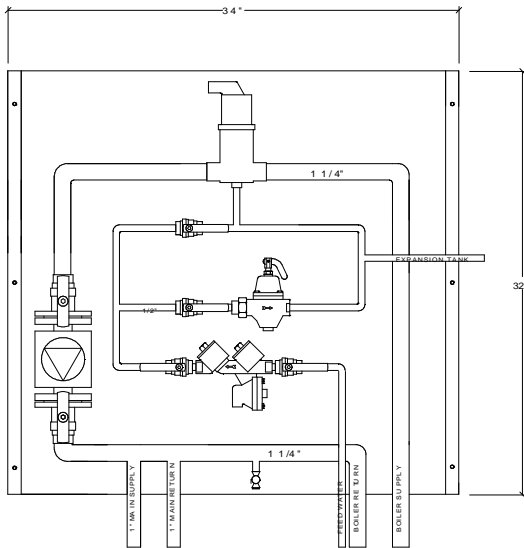 34"
1 1/4"
EXPANSION TANK
32
1/2"
1 1/4"
1" MAIN SUPPLY
1" MAIN RETURN
FEED WATER
BOILER RETURN
BOILER SUPPLY